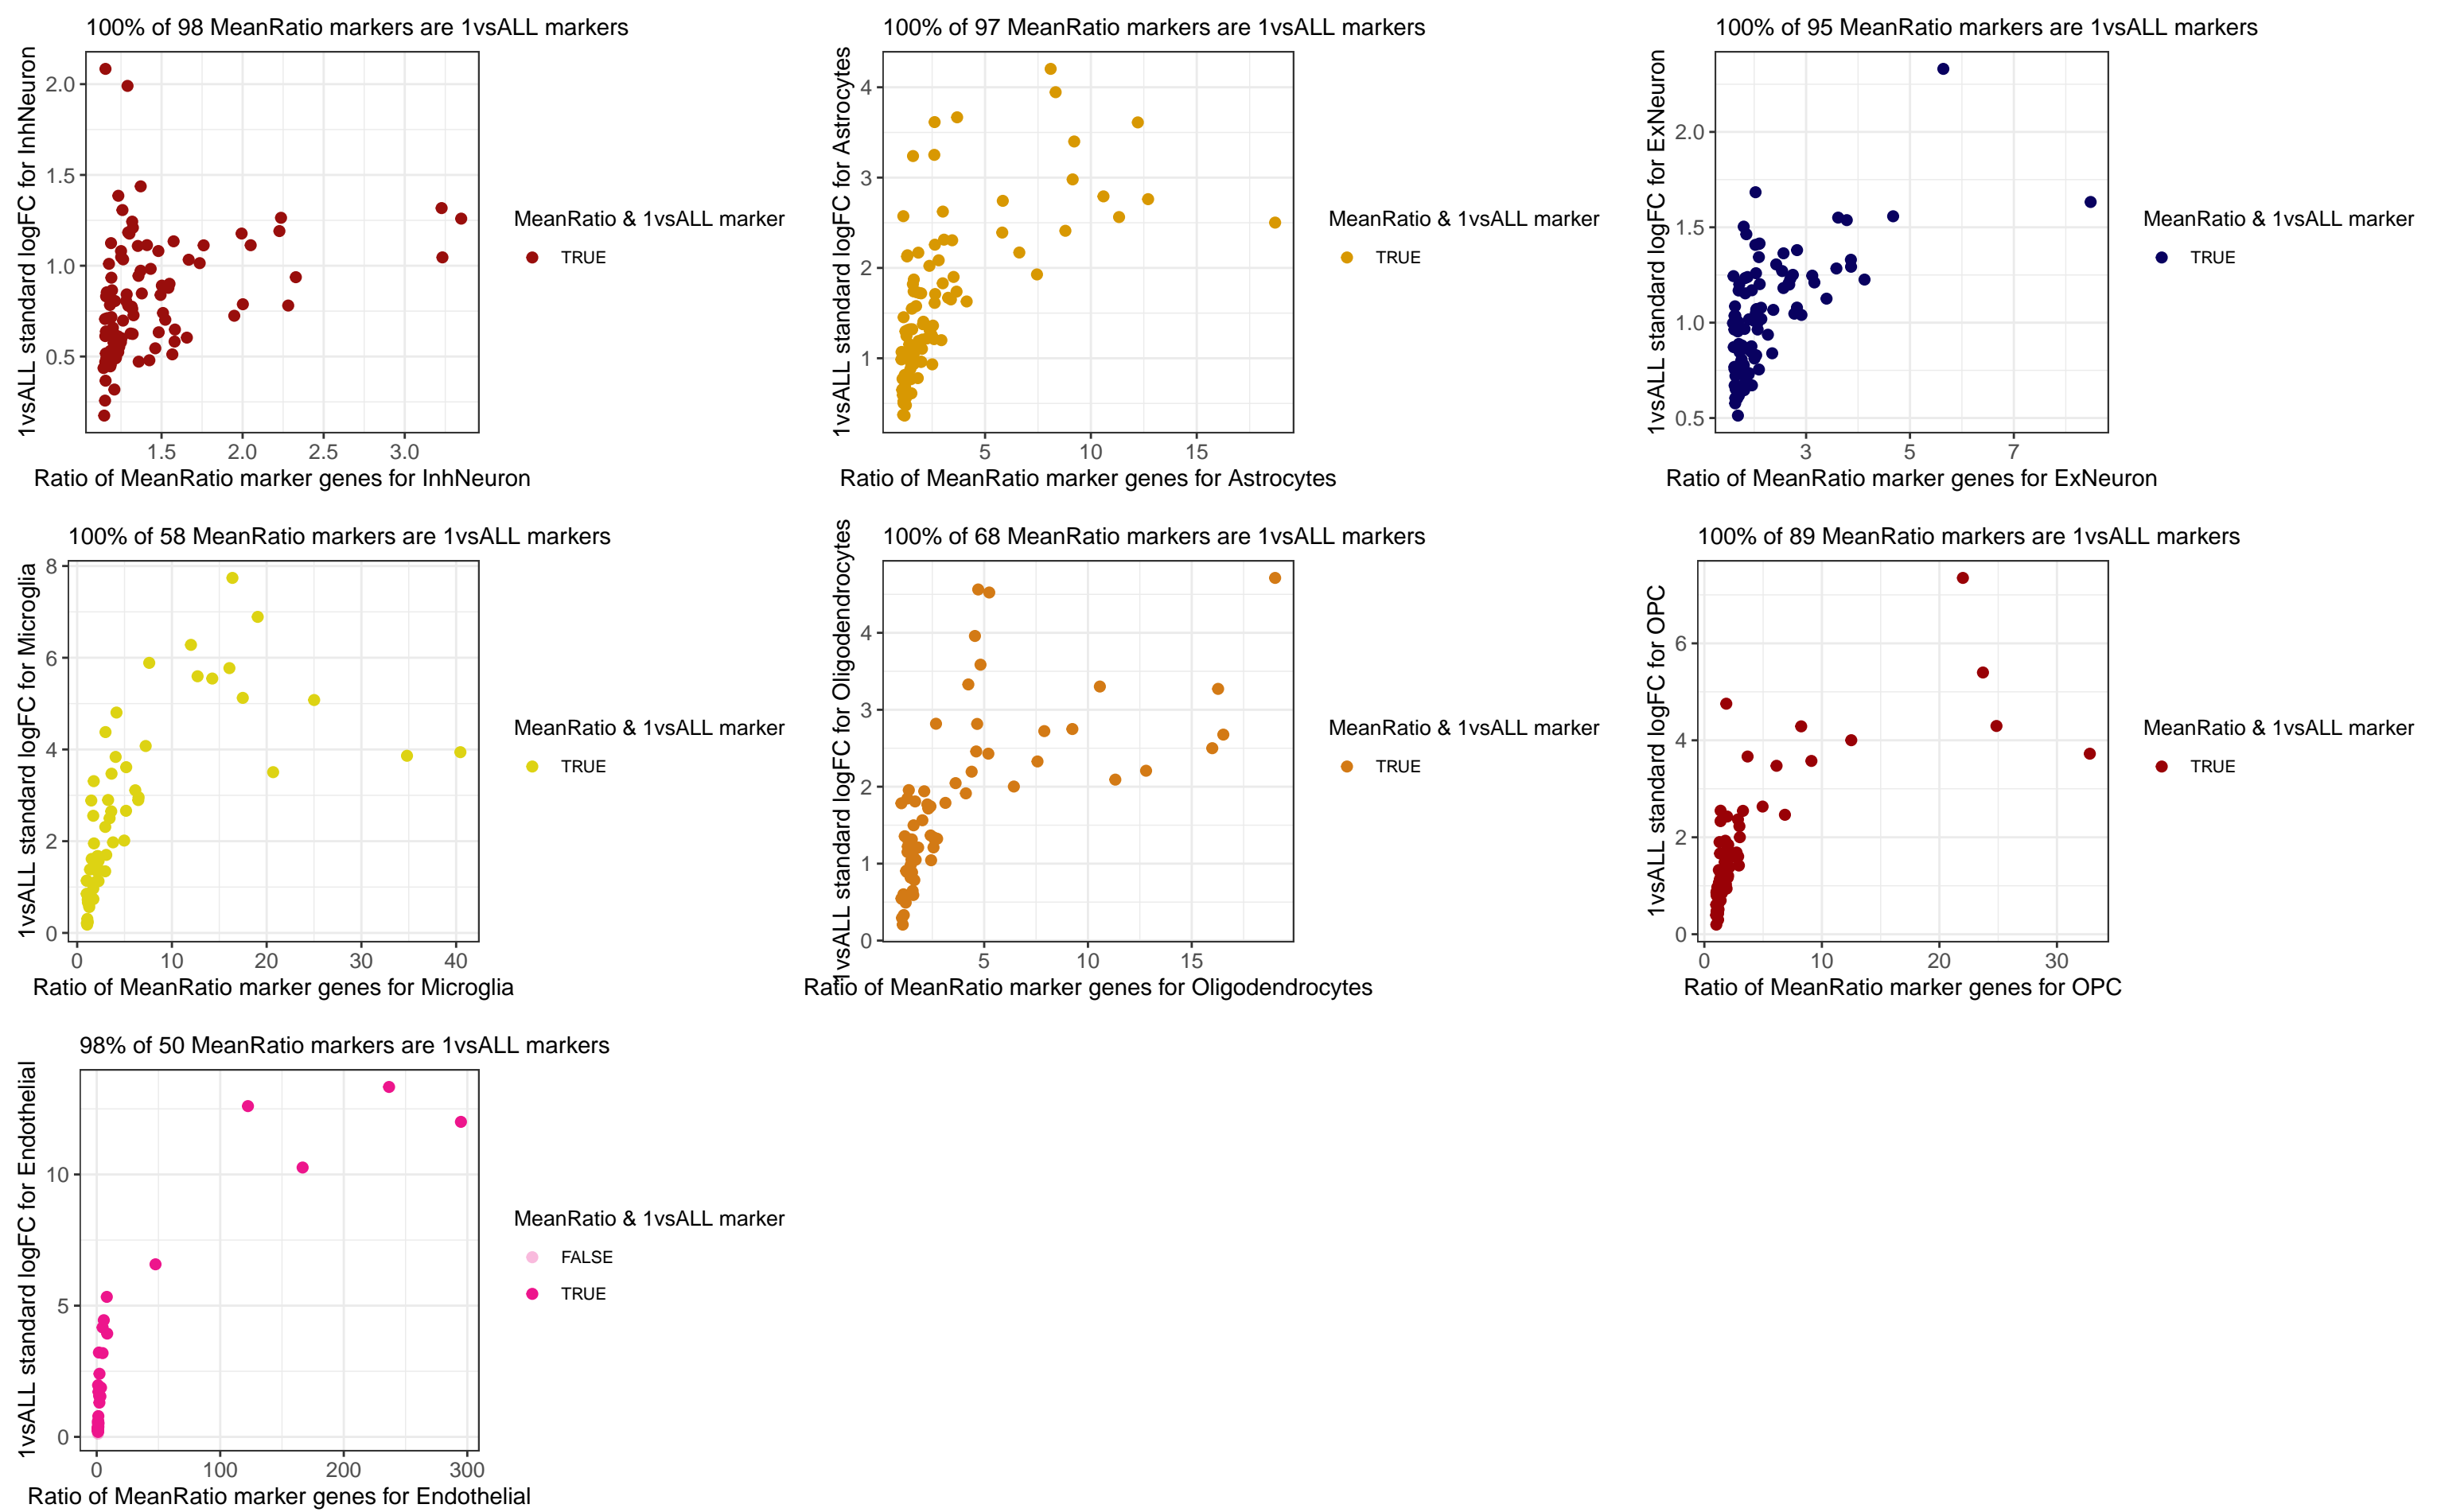 100% of 98 MeanRatio markers are 1vsALL markers
1vsALL standard logFC for InhNeuron
2.0
1.5
1.0
0.5
1.5 2.0 2.5 3.0
Ratio of MeanRatio marker genes for InhNeuron
MeanRatio & 1vsALL marker
TRUE
100% of 97 MeanRatio markers are 1vsALL markers
1vsALL standard logFC for Astrocytes
4
3
2
1
5 10 15
Ratio of MeanRatio marker genes for Astrocytes
MeanRatio & 1vsALL marker
TRUE
100% of 95 MeanRatio markers are 1vsALL markers
1vsALL standard logFC for ExNeuron
2.0
1.5
1.0
0.5
3 5 7
Ratio of MeanRatio marker genes for ExNeuron
MeanRatio & 1vsALL marker
TRUE
100% of 58 MeanRatio markers are 1vsALL markers
1vsALL standard logFC for Microglia
8
6
4
2
0
0 10 20 30 40
Ratio of MeanRatio marker genes for Microglia
MeanRatio & 1vsALL marker
TRUE
100% of 68 MeanRatio markers are 1vsALL markers
1vsALL standard logFC for Oligodendrocytes
4
3
2
1
0
5 10 15
Ratio of MeanRatio marker genes for Oligodendrocytes
MeanRatio & 1vsALL marker
TRUE
100% of 89 MeanRatio markers are 1vsALL markers
1vsALL standard logFC for OPC
6
4
2
0
0 10 20 30
Ratio of MeanRatio marker genes for OPC
MeanRatio & 1vsALL marker
TRUE
98% of 50 MeanRatio markers are 1vsALL markers
1vsALL standard logFC for Endothelial
10
5
0
0 100 200 300
Ratio of MeanRatio marker genes for Endothelial
MeanRatio & 1vsALL marker
FALSE
TRUE